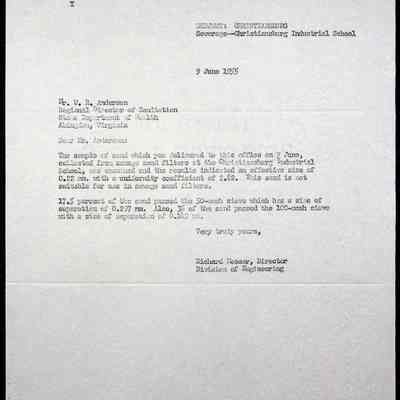 Y
SUBJECT: CHRISTIANSBURG
Sewerage--Christiansburg Industrial School
9 June 1955
Mr. W. R. Anderson
Regional Director of Sanitation
State Department of Health
Abingdon, Virginia
Dear Mr. Anderson:
The sample of sand which you delivered to this office on 7 June,
collected from sewage sand filters at the Christiansburg Industrial
School, was examined and the results indicated an effective size of
0.22 mm. with a uniformity coefficient of 1.82. This sand is not
suitable for use in sewage sand filters.
17.5 percent of the sand passed the 50-mesh sieve which has a size of
separation of 0.297 mm. Also, 3% of the sand passed the 100-mesh sieve
with a size of separation of 0.149 mm.
Very truly yours,
Richard Messer, Director
Division of Engineering